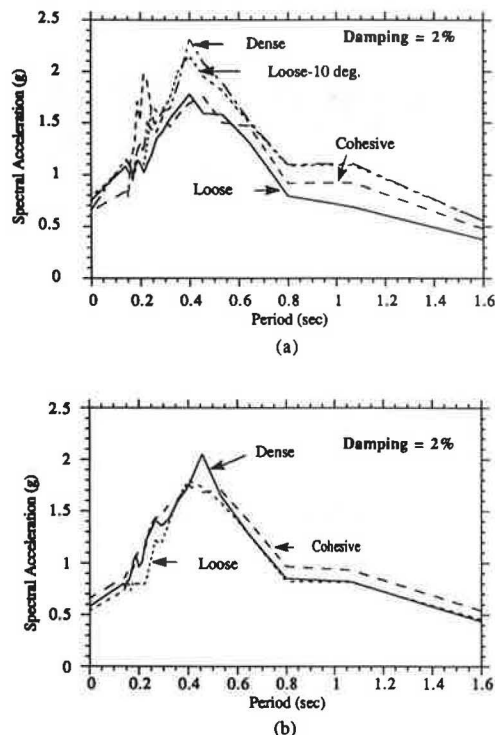 2.5
Damping = 2%
Dense
2
Loose-10 deg.
1.5
Cohesive
1
Loose
0.5
0
Spectral Acceleration (g)
0 0.2 0.4 0.6 0.8 1 1.2 1.4 1.6
Period (sec)
(a)
2.5
Damping = 2%
Dense
2
1.5
Cohesive
Loose
1
0.5
0
Spectral Acceleration (g)
0 0.2 0.4 0.6 0.8 1 1.2 1.4 1.6
Period (sec)
(b)